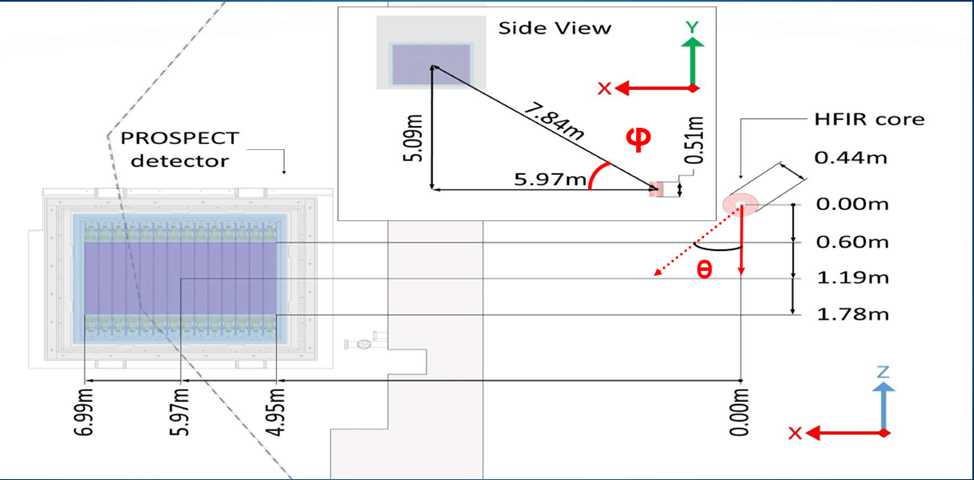 Side View
Y
X
7.84m
5.09m
φ
0.51m
5.97m
PROSPECT
detector
HFIR core
0.44m
0.00m
0.60m
θ
1.19m
1.78m
6.99m
5.97m
4.95m
0.00m
Z
X